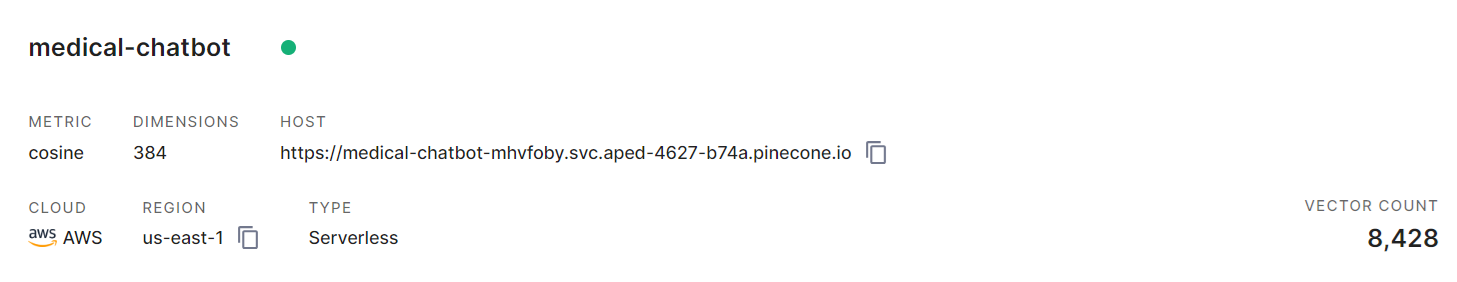 medical-chatbot
METRIC DIMENSIONS HOST
cosine 384 https://medical-chatbot-mhvfoby.svc.aped-4627-b74a.pinecone.io
CLOUD REGION TYPE VECTOR COUNT
aws AWS us-east-1 Serverless 8,428